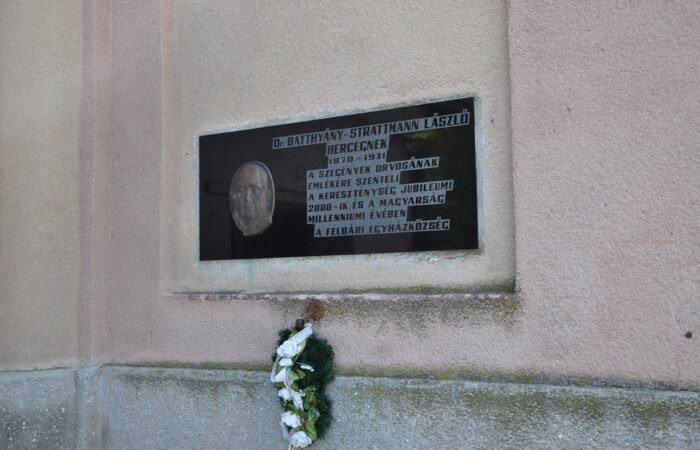 Dr. BATTHYÁNY-STRATTMANN LÁSZLÓ
HERCEGNEK
1870-1931
A SZEGÉNYEK ORVOSÁNAK
EMLÉKÉRE SZENTELI
A KERESZTÉNYSÉG JUBILEUMI
2000-IK ÉS A MAGYARSÁG
MILLENNIUMI ÉVÉBEN
A FELBÁRI EGYHÁZKÖZSÉG